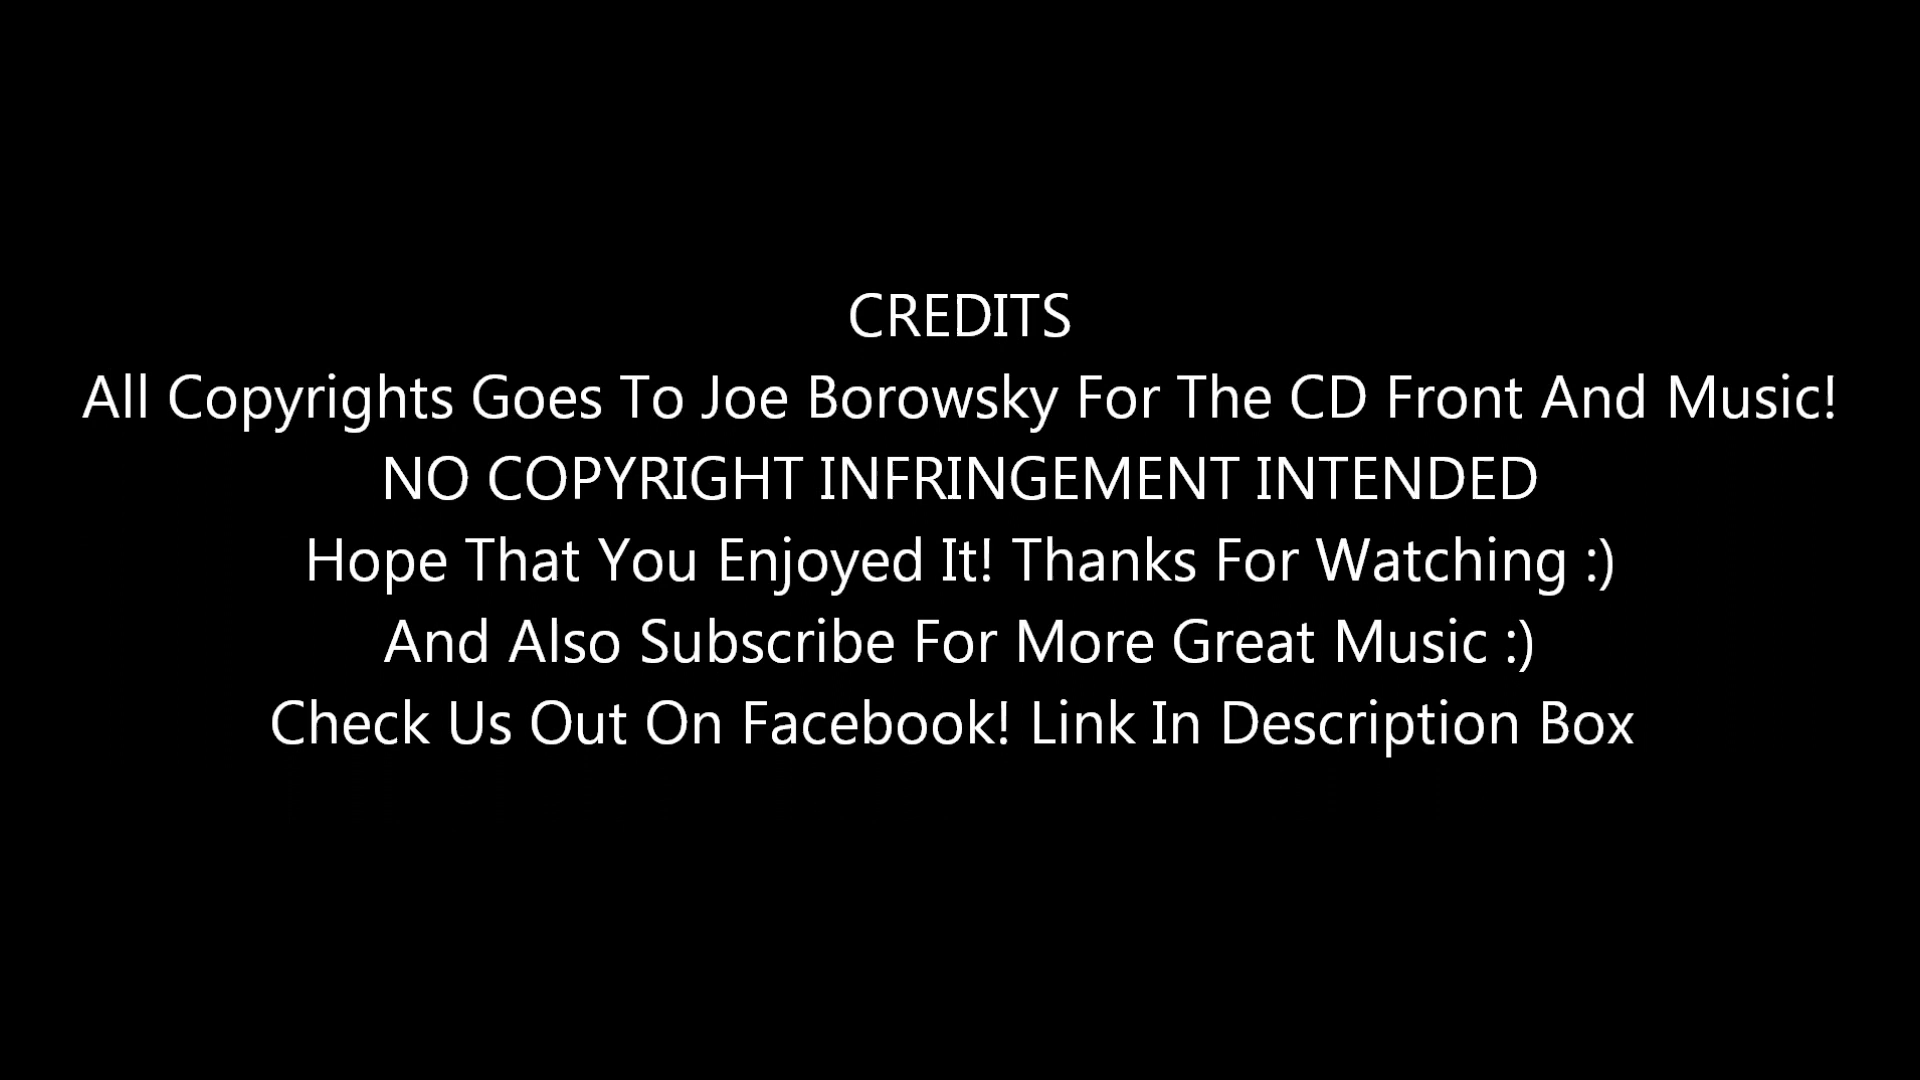 CREDITS
All Copyrights Goes To Joe Borowsky For The CD Front And Music!
NO COPYRIGHT INFRINGEMENT INTENDED
Hope That You Enjoyed It! Thanks For Watching :)
And Also Subscribe For More Great Music :)
Check Us Out On Facebook! Link In Description Box